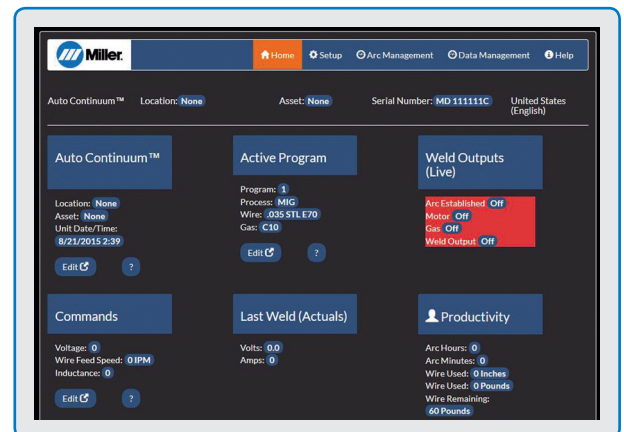 Miller.
Home Setup Arc Management Data Management Help
Auto Continuum™ Location: None Asset: None Serial Number: MD 111111C United States (English)
Auto Continuum™
Location: None
Asset: None
Unit Date/Time:
8/21/2015 2:39
Edit ?
Active Program
Program: 1
Process: MIG
Wire: .035 STL E70
Gas: C10
Edit ?
Weld Outputs
(Live)
Arc Established Off
Motor Off
Gas Off
Weld Output Off
Commands
Voltage: 0
Wire Feed Speed: 0 IPM
Inductance: 0
Edit ?
Last Weld (Actuals)
Volts: 0.0
Amps: 0
Productivity
Arc Hours: 0
Arc Minutes: 0
Wire Used: 0 Inches
Wire Used: 0 Pounds
Wire Remaining:
60 Pounds